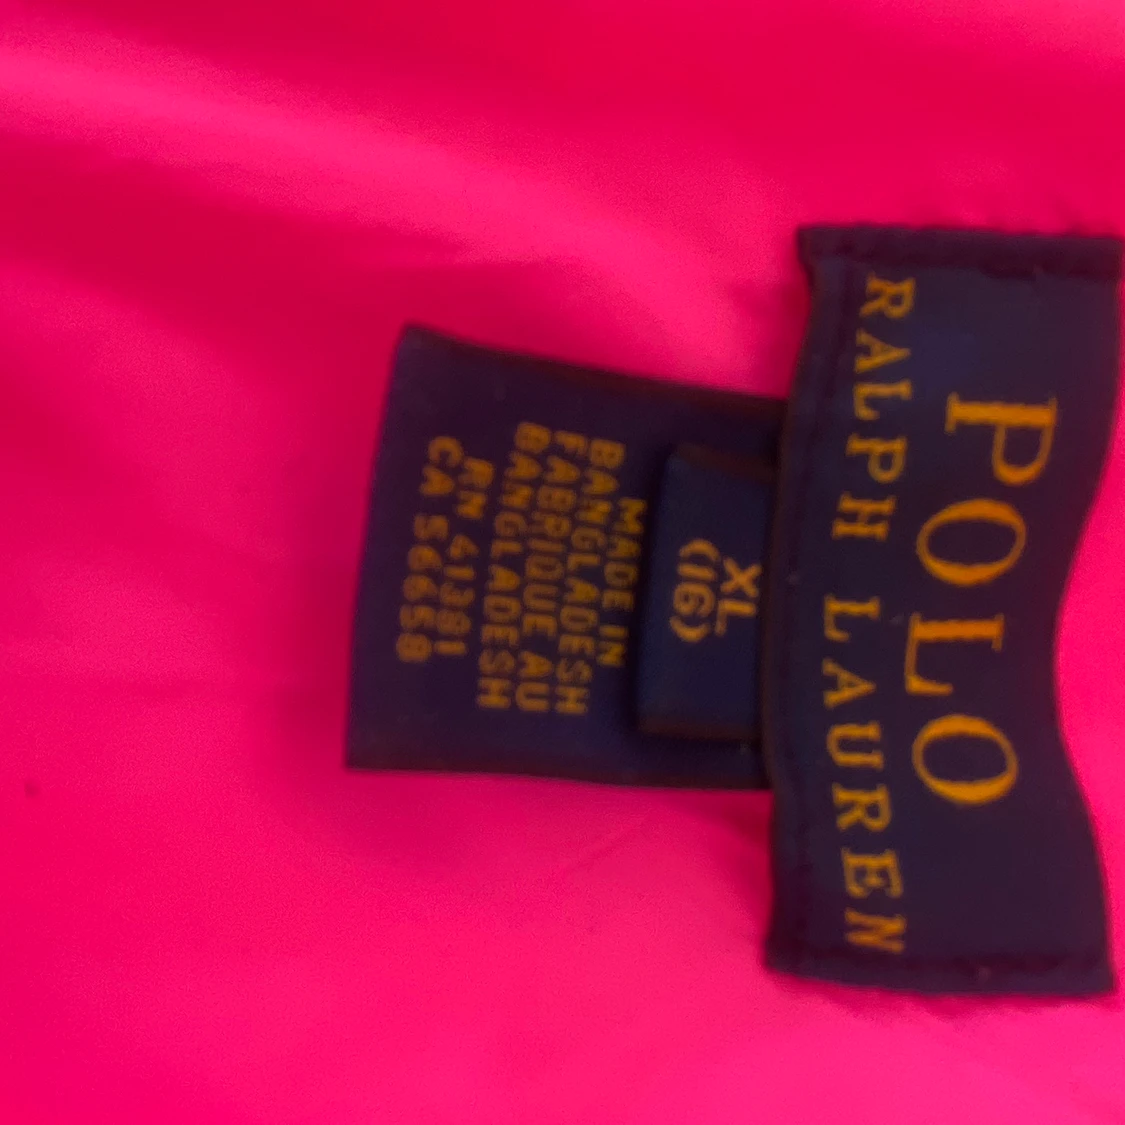 POLO
RALPH LAUREN
XL
(16)
MADE IN
BANGLADESH
FABRIQUE AU
BANGLADESH
RN 41381
CA 56658